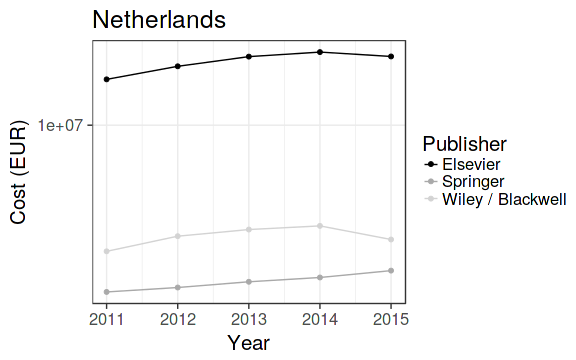 Netherlands
Cost (EUR)
1e+07
2011 2012 2013 2014 2015
Year
Publisher
Elsevier
Springer
Wiley / Blackwell